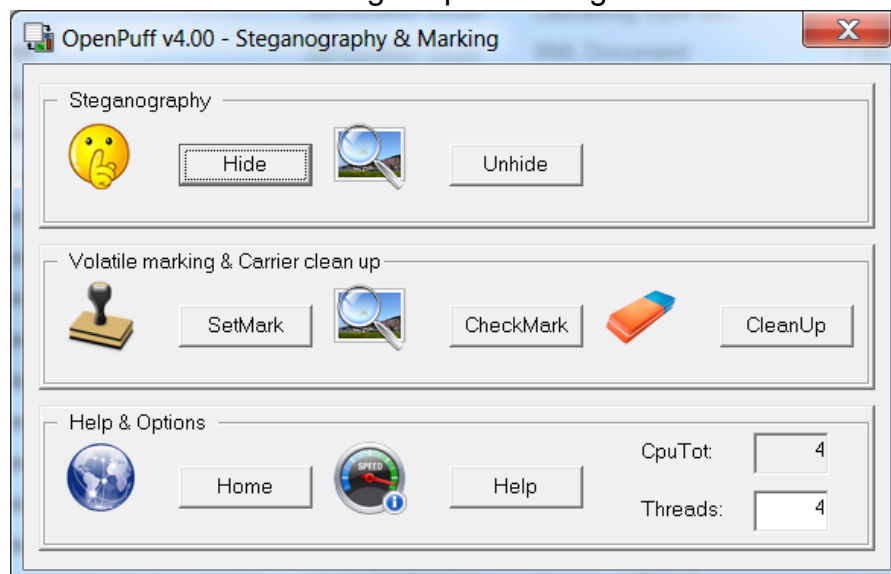 OpenPuff v4.00 - Steganography & Marking
Steganography
Hide
Unhide
Volatile marking & Carrier clean up
SetMark
CheckMark
CleanUp
Help & Options
SPEED
Home
Help
CpuTot: 4
Threads: 4